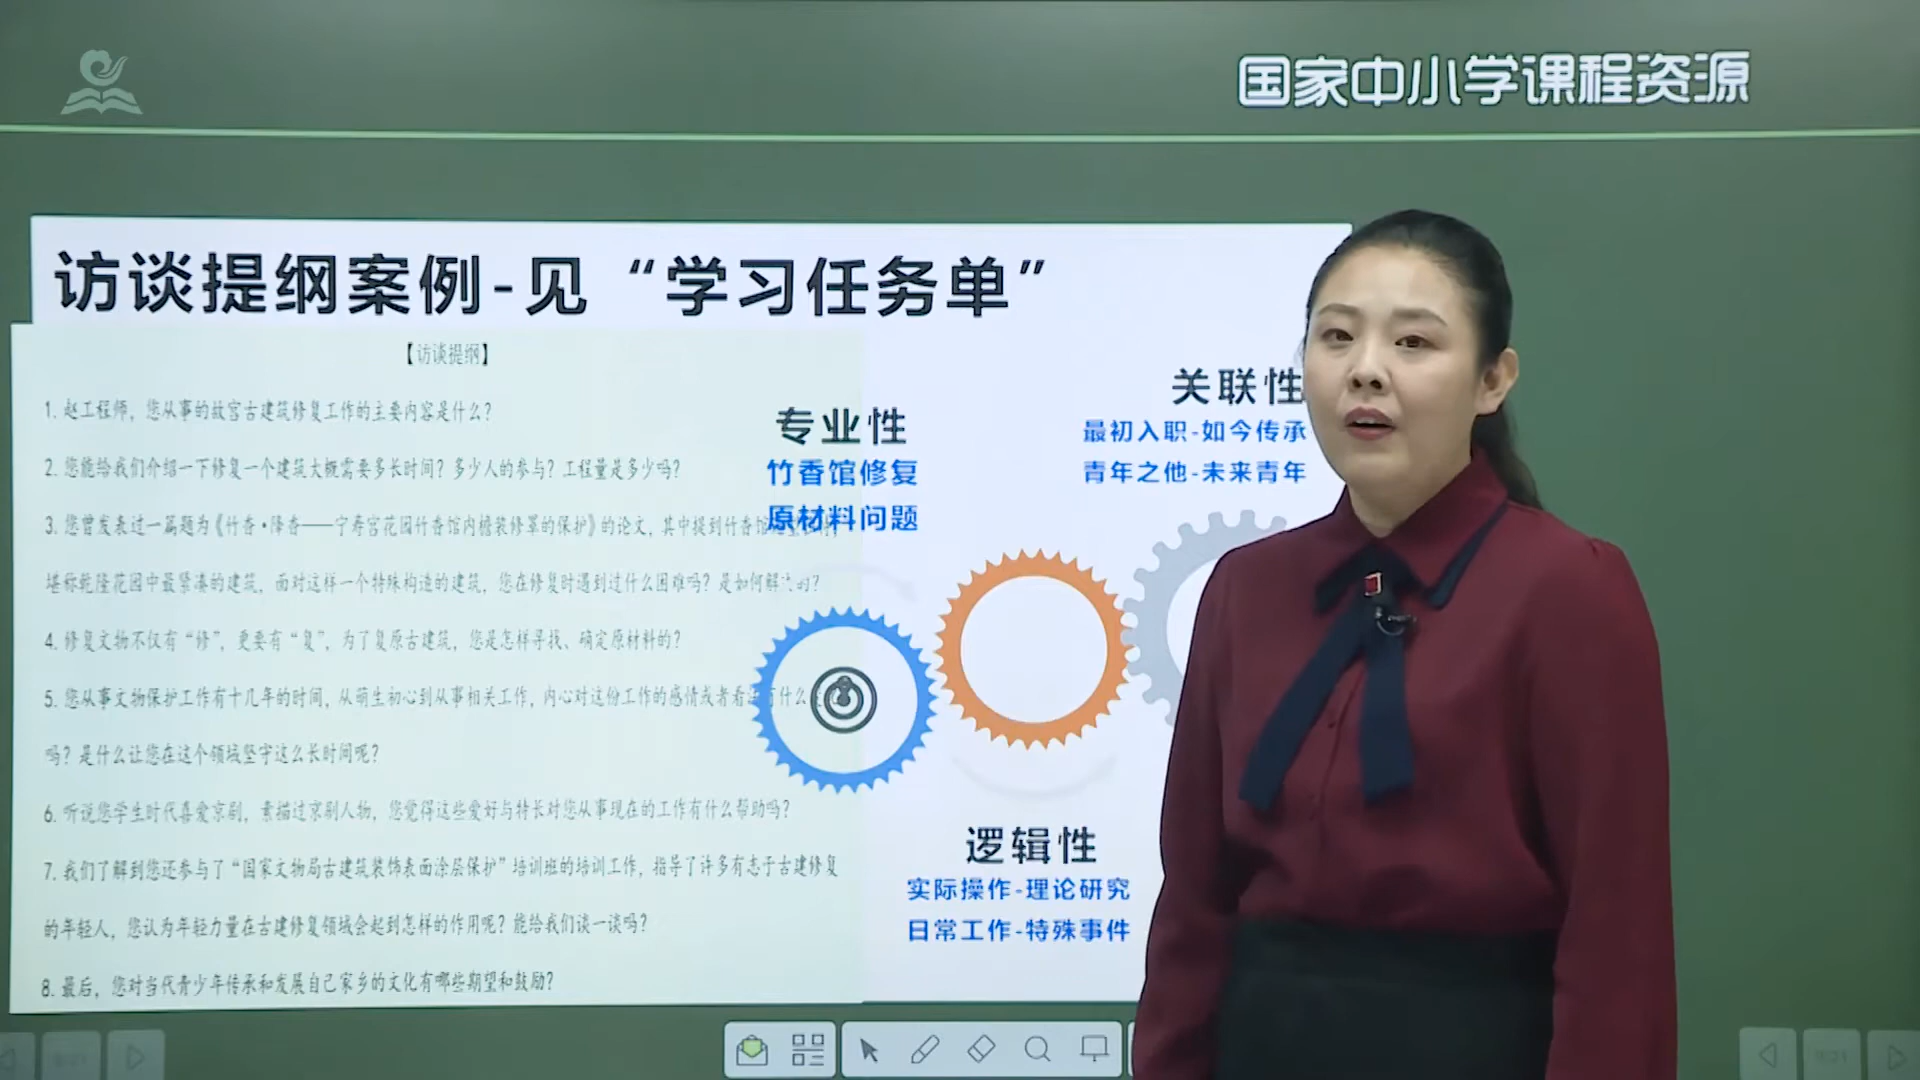 国家中小学课程资源
访谈提纲案例-见“学习任务单”
【访谈提纲】
1. 赵工程师，您从事的故宫古建筑修复工作的主要内容是什么？
2. 您能给我们介绍一下修复一个建筑大概需要多长时间？多少人的参与？工程量是多少吗？
3. 您曾发表过一篇题为《竹香·降香——宁寿宫花园竹香馆内檐装修罩的保护》的论文，其中提到竹香馆
堪称乾隆花园中最紧凑的建筑，面对这样一个特殊构造的建筑，您在修复时遇到过什么困难吗？是如何解决的？
4. 修复文物不仅有“修”，更要有“复”，为了复原古建筑，您是怎样寻找、确定原材料的？
5. 您从事文物保护工作有十几年的时间，从萌生初心到从事相关工作，内心对这份工作的感情或者看法有什么
吗？是什么让您在这个领域坚守这么长时间呢？
6. 听说您学生时代喜爱京剧，素描过京剧人物，您觉得这些爱好与特长对您从事现在的工作有什么帮助吗？
7. 我们了解到您还参与了“国家文物局古建筑装饰表面涂层保护”培训班的培训工作，指导了许多有志于古建修复
的年轻人，您认为年轻力量在古建修复领域会起到怎样的作用呢？能给我们谈一谈吗？
8. 最后，您对当代青少年传承和发展自己家乡的文化有哪些期望和鼓励？
专业性
竹香馆修复
原材料问题
关联性
最初入职-如今传承
青年之他-未来青年
逻辑性
实际操作-理论研究
日常工作-特殊事件